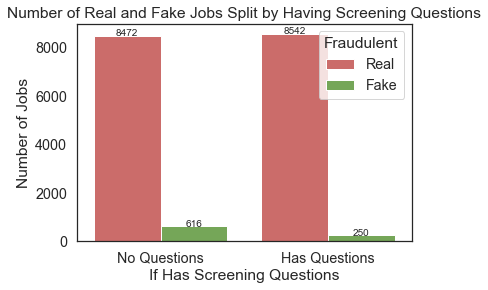 Number of Real and Fake Jobs Split by Having Screening Questions
8472
8542
Fraudulent
Real
Fake
8000
6000
4000
2000
0
616
250
Number of Jobs
No Questions
Has Questions
If Has Screening Questions